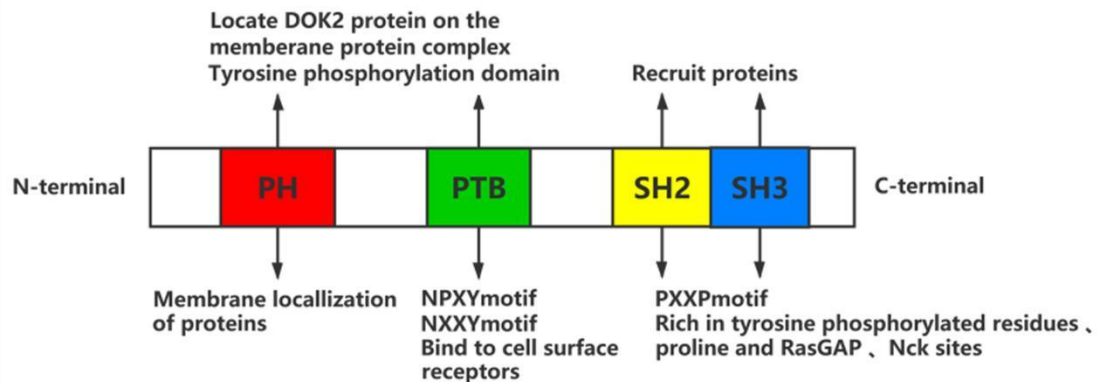 Locate DOK2 protein on the
memberane protein complex
Tyrosine phosphorylation domain
Recruit proteins
N-terminal
PH
PTB
SH2
SH3
C-terminal
Membrane locallization
of proteins
NPXYmotif
NXXYmotif
Bind to cell surface
receptors
PXXPmotif
Rich in tyrosine phosphorylated residues 、
proline and RasGAP 、Nck sites